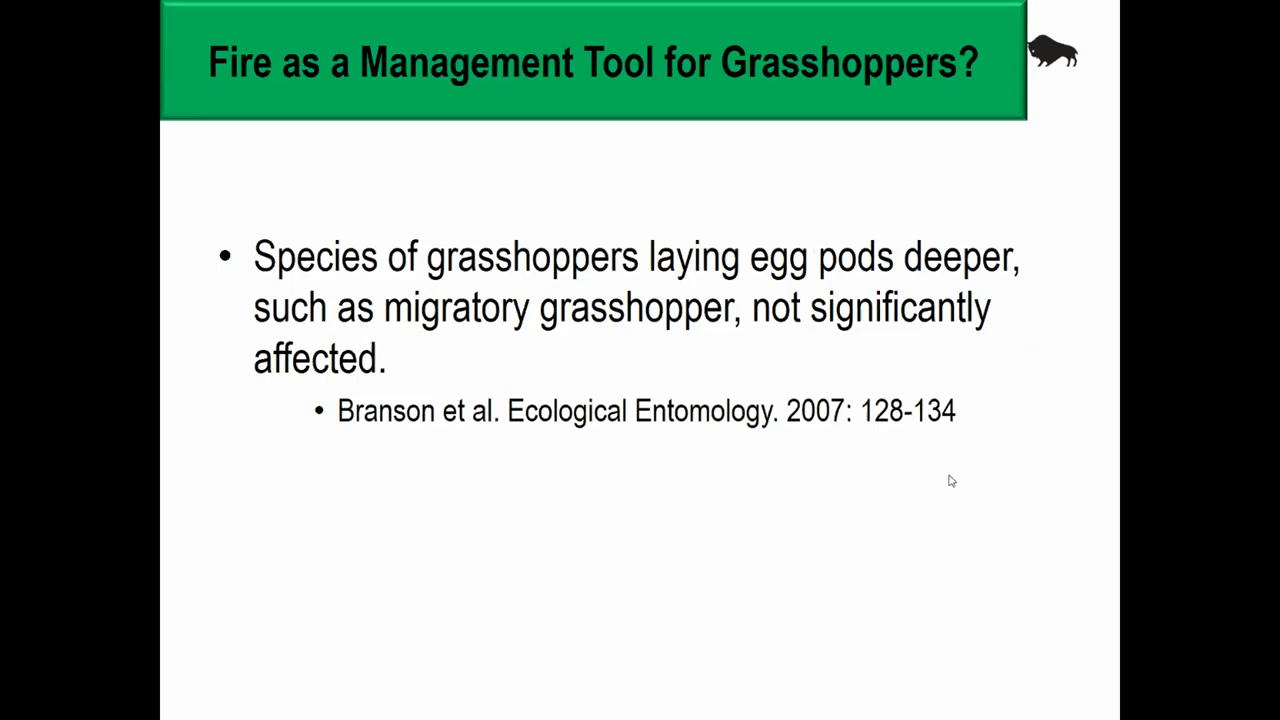 Fire as a Management Tool for Grasshoppers?
• Species of grasshoppers laying egg pods deeper,
such as migratory grasshopper, not significantly
affected.
• Branson et al. Ecological Entomology. 2007: 128-134